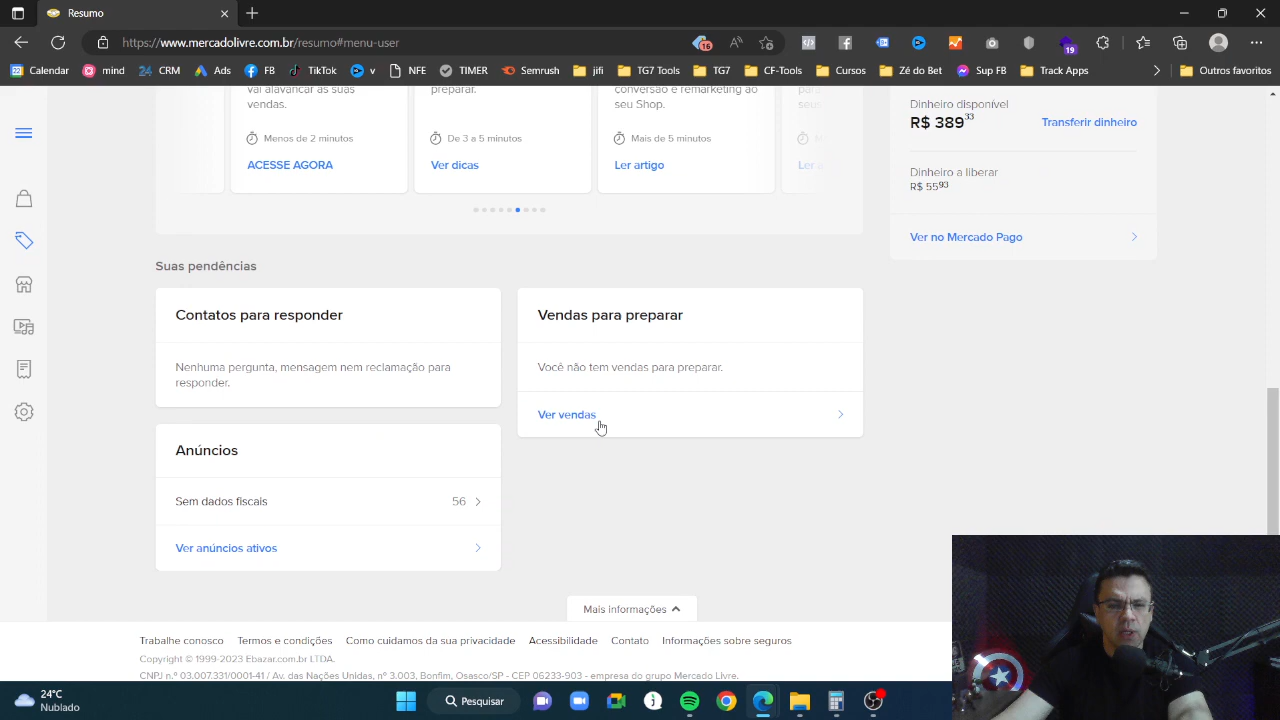 Resumo
https://www.mercadolivre.com.br/resumo#menu-user
16
19
Calendar
mind
CRM
Ads
FB
TikTok
v
NFE
TIMER
Semrush
jifi
TG7 Tools
TG7
CF-Tools
Cursos
Zé do Bet
Sup FB
Track Apps
Outros favoritos
vai alavancar as suas
vendas.
Menos de 2 minutos
ACESSE AGORA
preparar.
De 3 a 5 minutos
Ver dicas
conversão e remarketing ao
seu Shop.
Mais de 5 minutos
Ler artigo
Dinheiro disponível
R$ 389 33
Transferir dinheiro
Dinheiro a liberar
R$ 55 93
Ver no Mercado Pago
Suas pendências
Contatos para responder
Nenhuma pergunta, mensagem nem reclamação para
responder.
Vendas para preparar
Você não tem vendas para preparar.
Ver vendas
Anúncios
Sem dados fiscais 56
Ver anúncios ativos
Mais informações
Trabalhe conosco Termos e condições Como cuidamos da sua privacidade Acessibilidade Contato Informações sobre seguros
Copyright © 1999-2023 Ebazar.com.br LTDA.
CNPJ n.º 03.007.331/0001-41 / Av. das Nações Unidas, nº 3.003, Bonfim, Osasco/SP - CEP 06233-903 - empresa do grupo Mercado Livre.
24°C
Nublado
Pesquisar